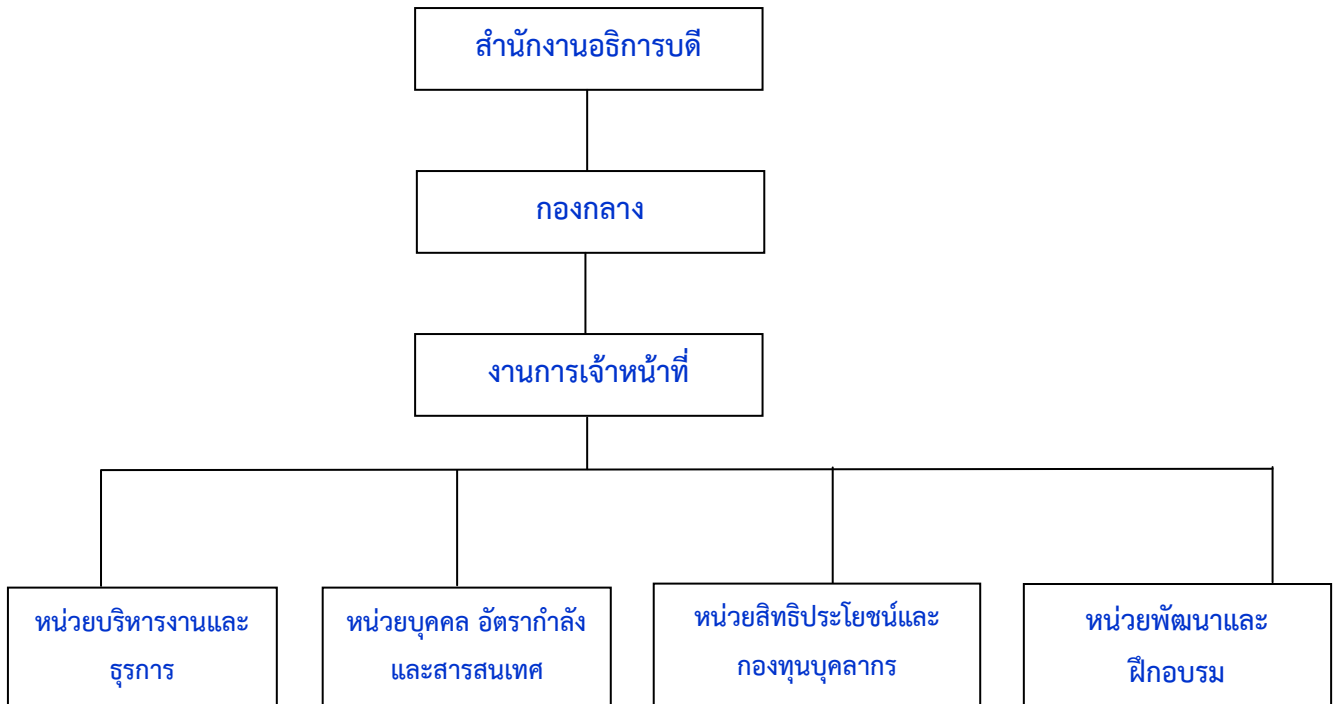 สำนักงานอธิการบดี
กองกลาง
งานการเจ้าหน้าที่
หน่วยบริหารงานและ
ธุรการ
หน่วยบุคคล อัตรากำลัง
และสารสนเทศ
หน่วยสิทธิประโยชน์และ
กองทุนบุคลากร
หน่วยพัฒนาและ
ฝึกอบรม